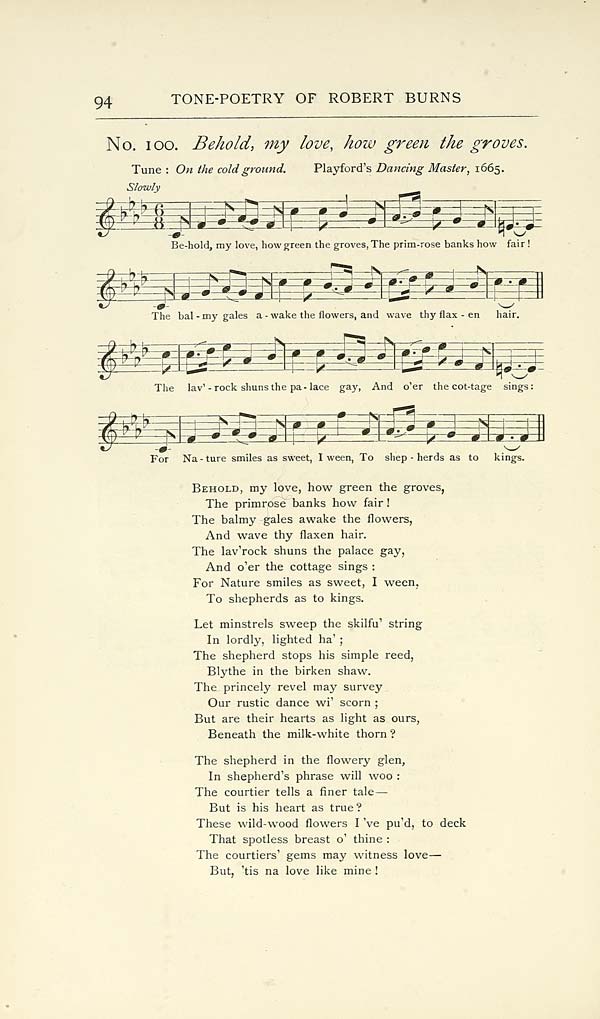 94 TONE-POETRY OF ROBERT BURNS
No. 100. Behold, my love, how green the groves.
Tune : On the cold ground. Playford's Dancing Master, 1665.
Slowly
Be-hold, my love, how green the groves, The prim-rose banks how fair !
The bal - my gales a - wake the flowers, and wave thy flax - en hair.
The lav' - rock shuns the pa - lace gay, And o'er the cot-tage sings :
For Na - ture smiles as sweet, I ween, To shep - herds as to kings.
BEHOLD, my love, how green the groves,
The primrose banks how fair !
The balmy gales awake the flowers,
And wave thy flaxen hair.
The lav'rock shuns the palace gay,
And o'er the cottage sings :
For Nature smiles as sweet, I ween,
To shepherds as to kings.
Let minstrels sweep the skilfu' string
In lordly, lighted ha' ;
The shepherd stops his simple reed,
Blythe in the birken shaw.
The princely revel may survey
Our rustic dance wi' scorn ;
But are their hearts as light as ours,
Beneath the milk-white thorn ?
The shepherd in the flowery glen,
In shepherd's phrase will woo :
The courtier tells a finer tale—
But is his heart as true ?
These wild-wood flowers I 've pu'd, to deck
That spotless breast o' thine :
The courtiers' gems may witness love—
But, 'tis na love like mine !